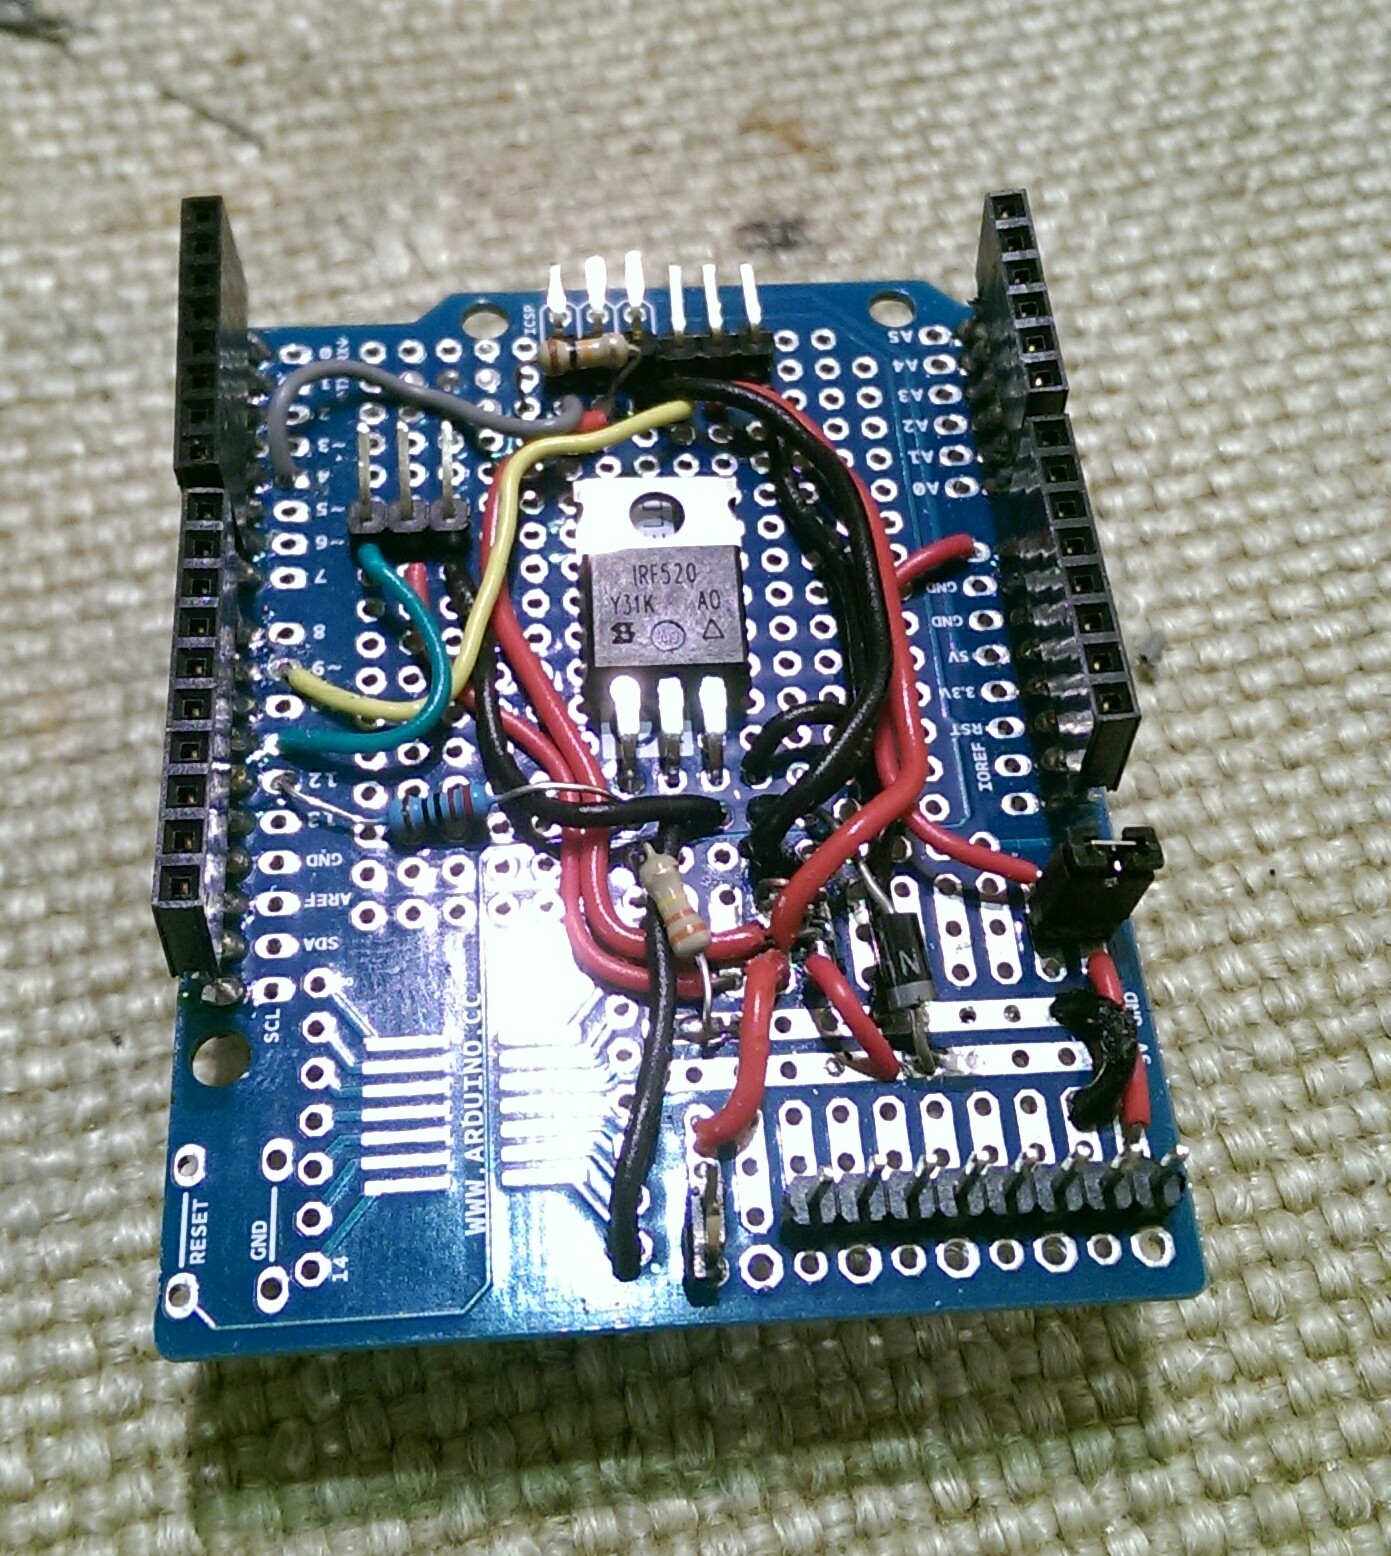 ICSP
0
1
2
~3
4
~5
~6
7
8
~9
12
13
GND
AREF
SDA
SCL
IRF520
Y31K A0
A5
A4
A3
A2
A1
A0
GND
GND
5V
3.3V
RST
IOREF
N
GND
5V
WWW.ARDUINO.CC
RESET
GND
14